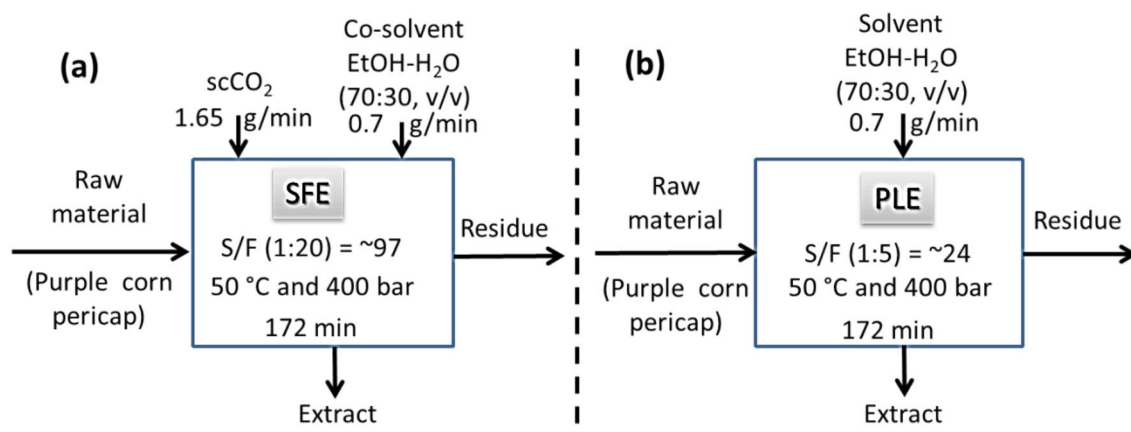 (a)
scCO₂
1.65 g/min
Co-solvent
EtOH-H₂O
(70:30, v/v)
0.7 g/min
Raw
material
(Purple corn
pericap)
SFE
S/F (1:20) = ~97
50 °C and 400 bar
172 min
Residue
Extract
(b)
Solvent
EtOH-H₂O
(70:30, v/v)
0.7 g/min
Raw
material
(Purple corn
pericap)
PLE
S/F (1:5) = ~24
50 °C and 400 bar
172 min
Residue
Extract